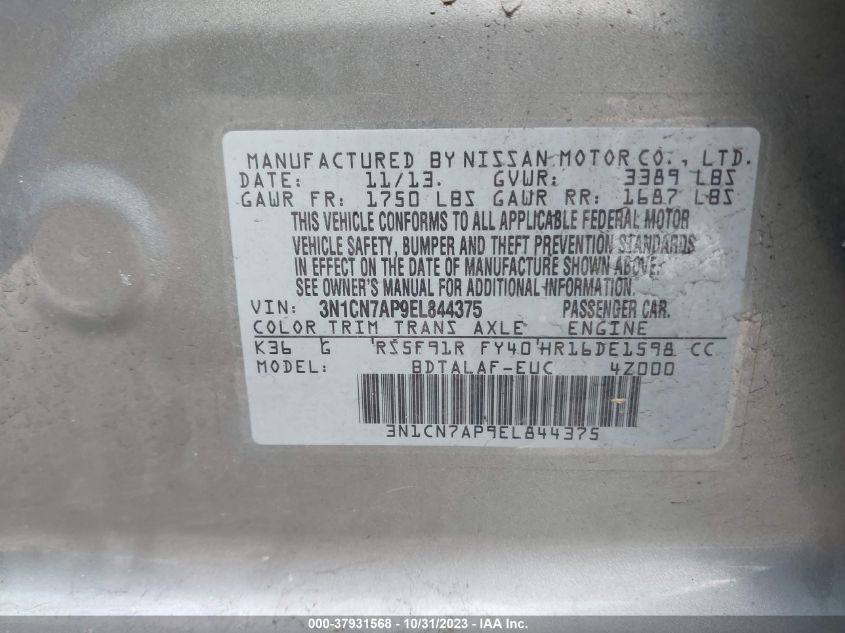 MANUFACTURED BY NISSAN MOTOR CO., LTD.
DATE: 11/13. GVWR: 3389 LBS
GAWR FR: 1750 LBS GAWR RR: 1687 LBS
THIS VEHICLE CONFORMS TO ALL APPLICABLE FEDERAL MOTOR
VEHICLE SAFETY, BUMPER AND THEFT PREVENTION STANDARDS
IN EFFECT ON THE DATE OF MANUFACTURE SHOWN ABOVE.
SEE OWNER'S MANUAL FOR ADDITIONAL INFORMATION.
VIN: 3N1CN7AP9EL844375 PASSENGER CAR.
COLOR TRIM TRANS AXLE ENGINE
K36 G RS5F91R FY40 HR16DE1598 CC
MODEL: BDTALAF-EUC 4Z000
3N1CN7AP9EL844375
000-37931568 - 10/31/2023 - IAA Inc.